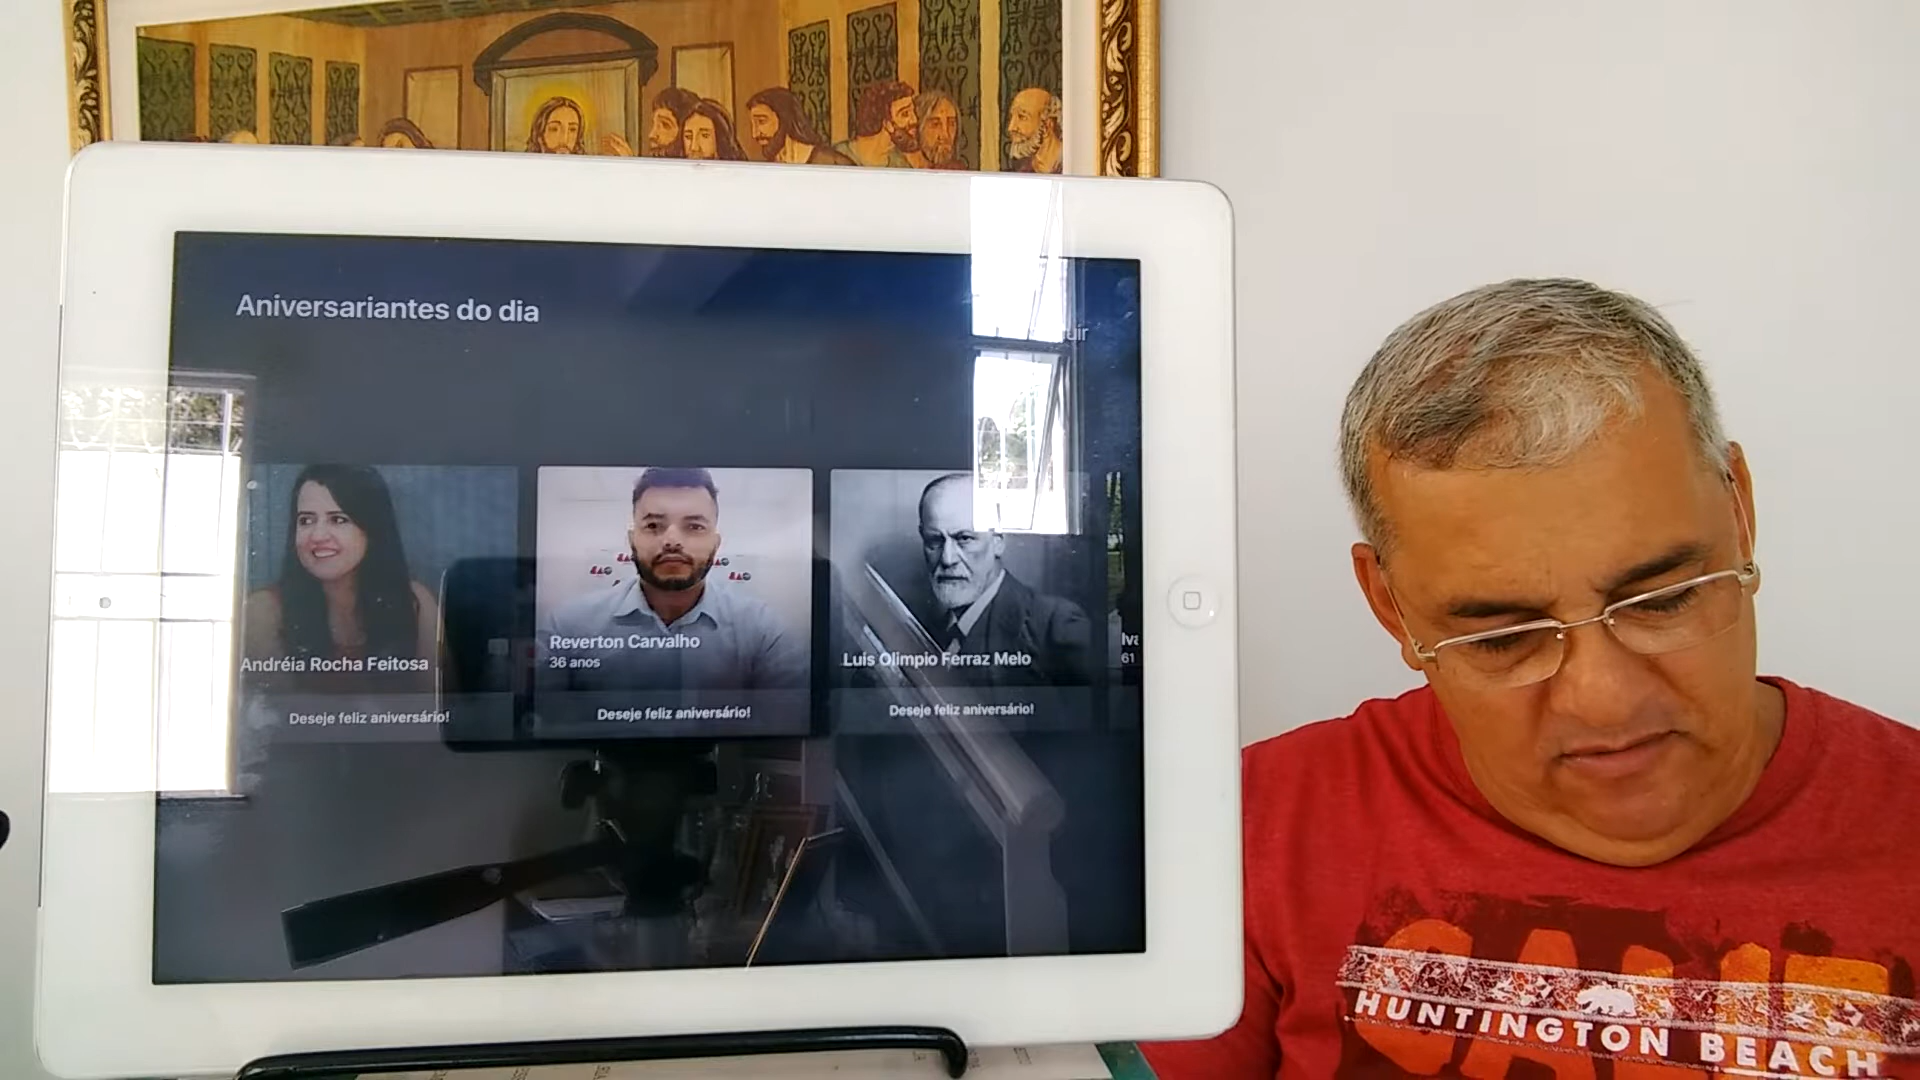 Aniversariantes do dia
Andréia Rocha Feitosa
Deseje feliz aniversário!
Reverton Carvalho
36 anos
Deseje feliz aniversário!
Luis Olimpio Ferraz Melo
Deseje feliz aniversário!
61
HUNTINGTON BEACH